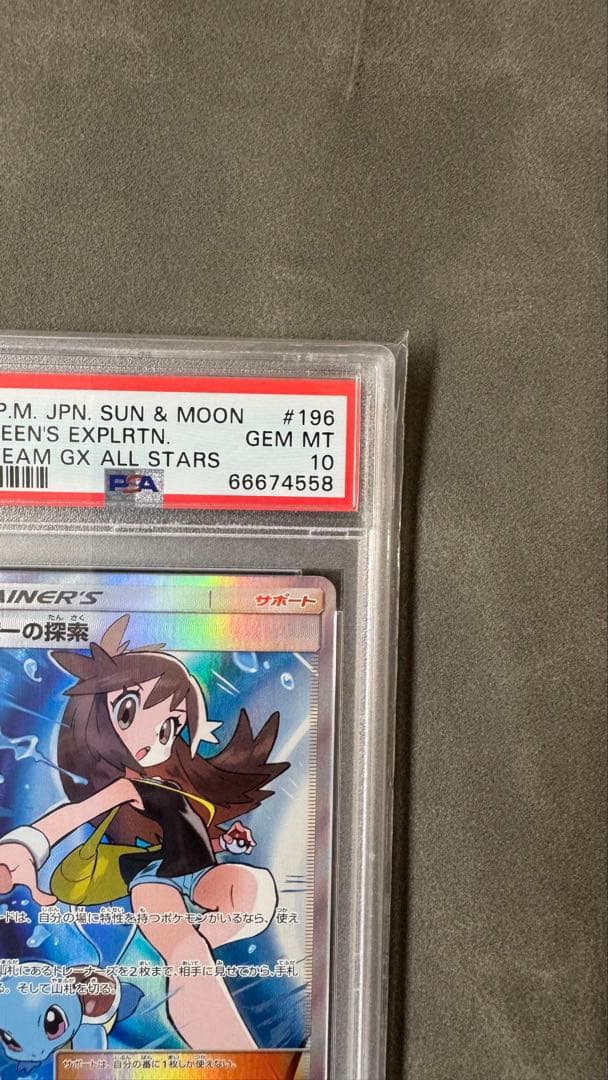 P.M. JPN. SUN & MOON #196
EEN'S EXPLRTN. GEM MT
EAM GX ALL STARS 10
PSA 66674558
AINER'S サポート
たん さく
ーの探索
ードは、自分の場に特性を持つポケモンがいるなら、使え
山札にあるトレーナーズを2枚まで、相手に見せてから、手札
る。そして山札を切る。
サポートは、自分の番に1枚しか使えない。